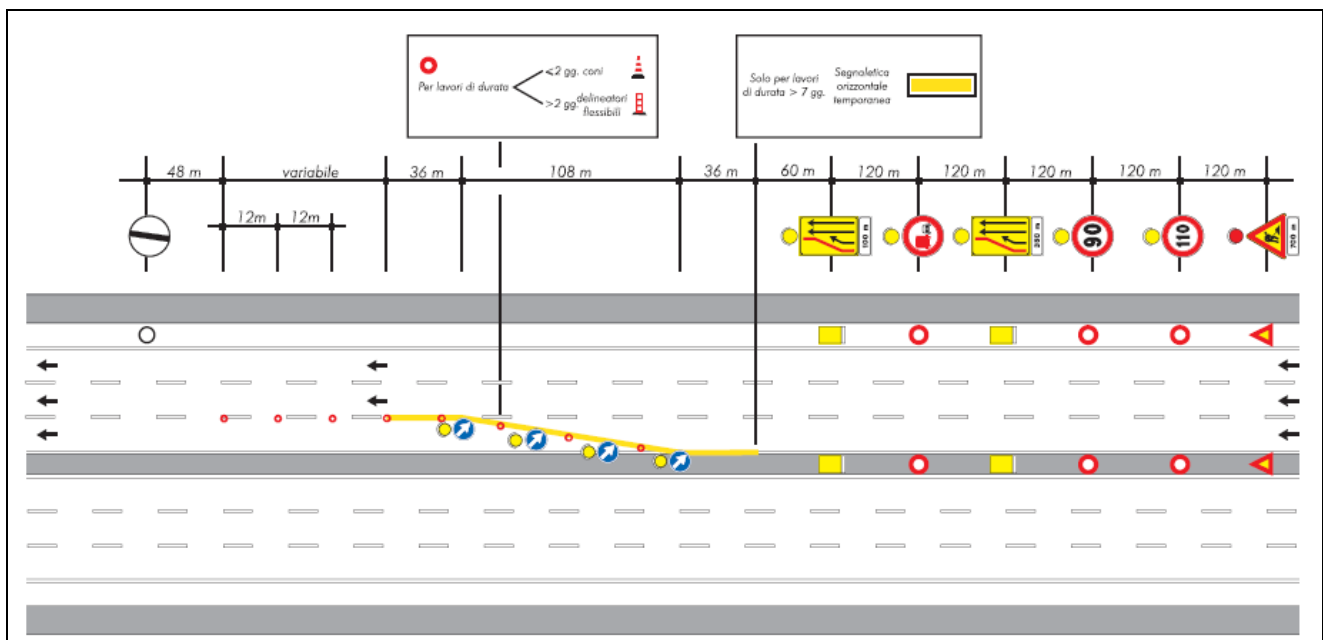 Per lavori di durata
<2 gg. coni
>2 gg. delineatori
flessibili
Solo per lavori
di durata > 7 gg.
Segnaletica
orizzontale
temporanea
48 m
variabile
36 m
108 m
36 m
60 m
120 m
120 m
120 m
120 m
120 m
12m
12m
100 m
90
110
700 m